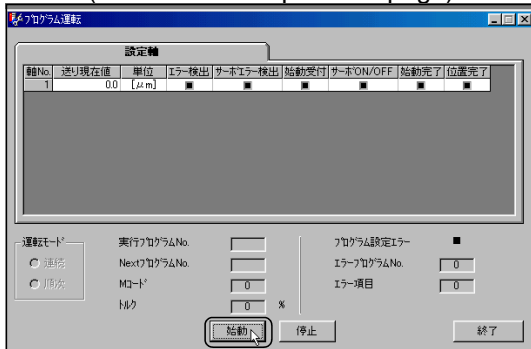 プログラム運転
設定軸
軸No. 送り現在値 単位 エラー検出 サーボエラー検出 始動受付 サーボON/OFF 始動完了 位置完了
1 0.0 [μm]
運転モード 実行プログラムNo. プログラム設定エラー
連続 Nextプログラム No. エラープログラムNo. 0
順次 Mコード 0 エラー項目 0
トルク 0 %
始動 停止 終了